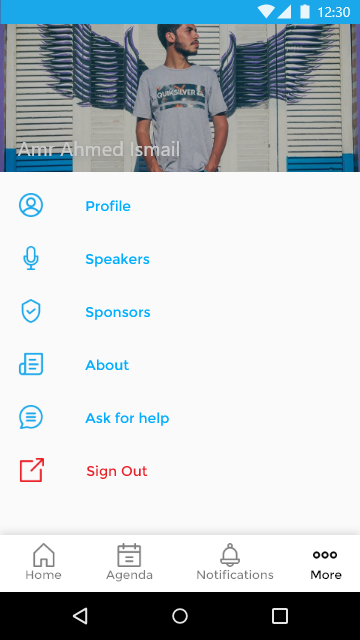 12:30
QUIKSILVER
Amr Ahmed Ismail
Profile
Speakers
Sponsors
About
Ask for help
Sign Out
Home
Agenda
Notifications
More